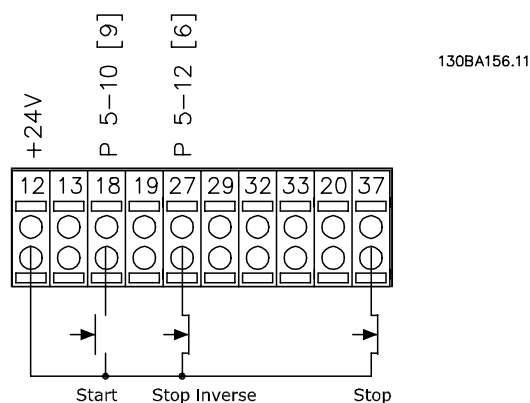 +24V
P 5-10 [9]
P 5-12 [6]
130BA156.11
12 13 18 19 27 29 32 33 20 37
Start Stop Inverse Stop